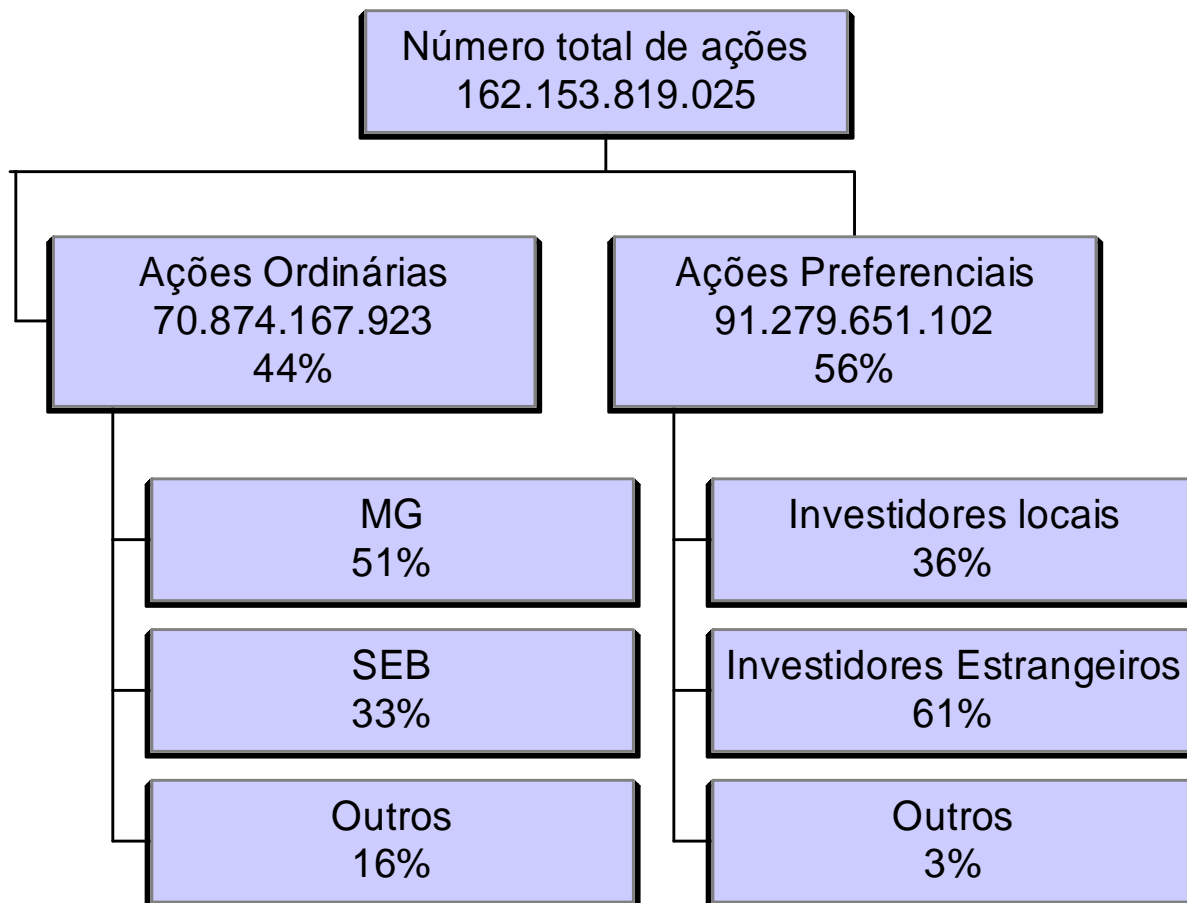 Número total de ações
162.153.819.025
Ações Ordinárias
70.874.167.923
44%
Ações Preferenciais
91.279.651.102
56%
MG
51%
SEB
33%
Outros
16%
Investidores locais
36%
Investidores Estrangeiros
61%
Outros
3%